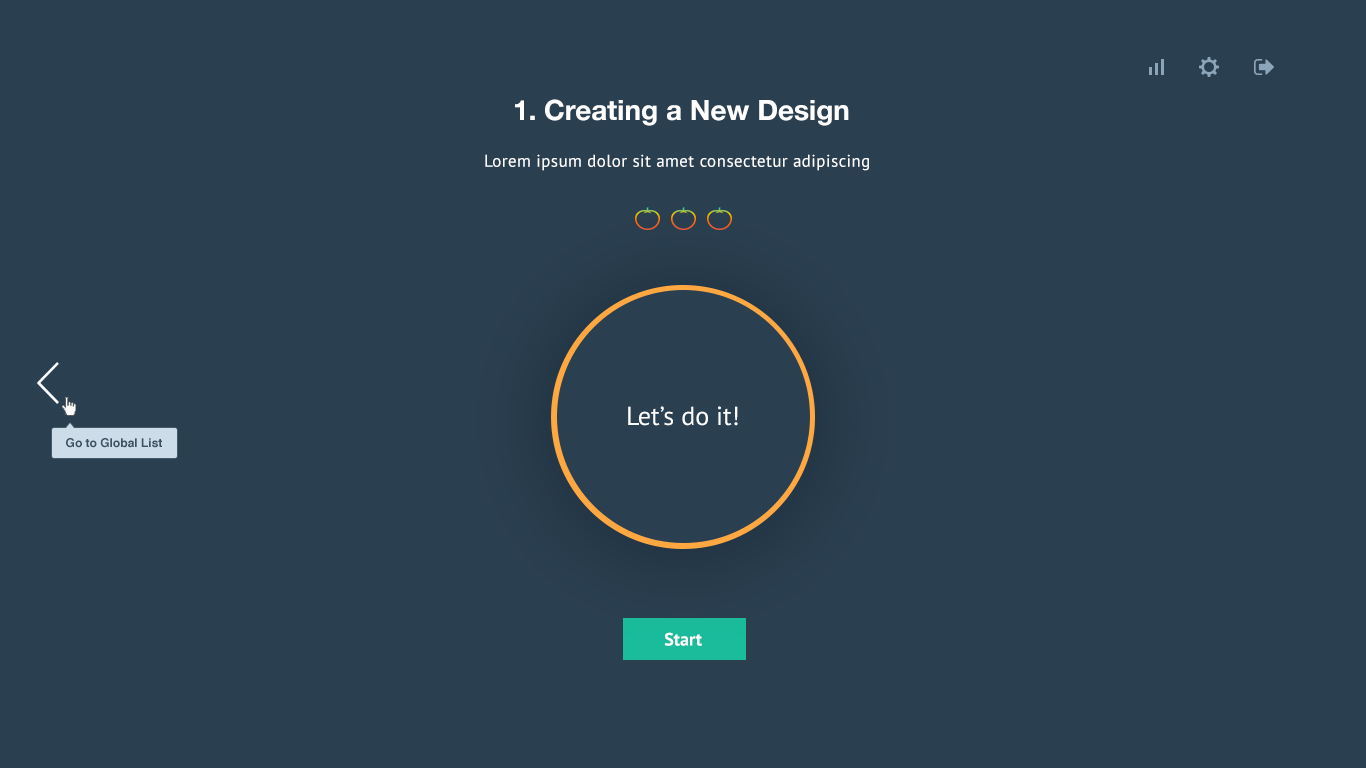 1. Creating a New Design
Lorem ipsum dolor sit amet consectetur adipiscing
Let’s do it!
Go to Global List
Start